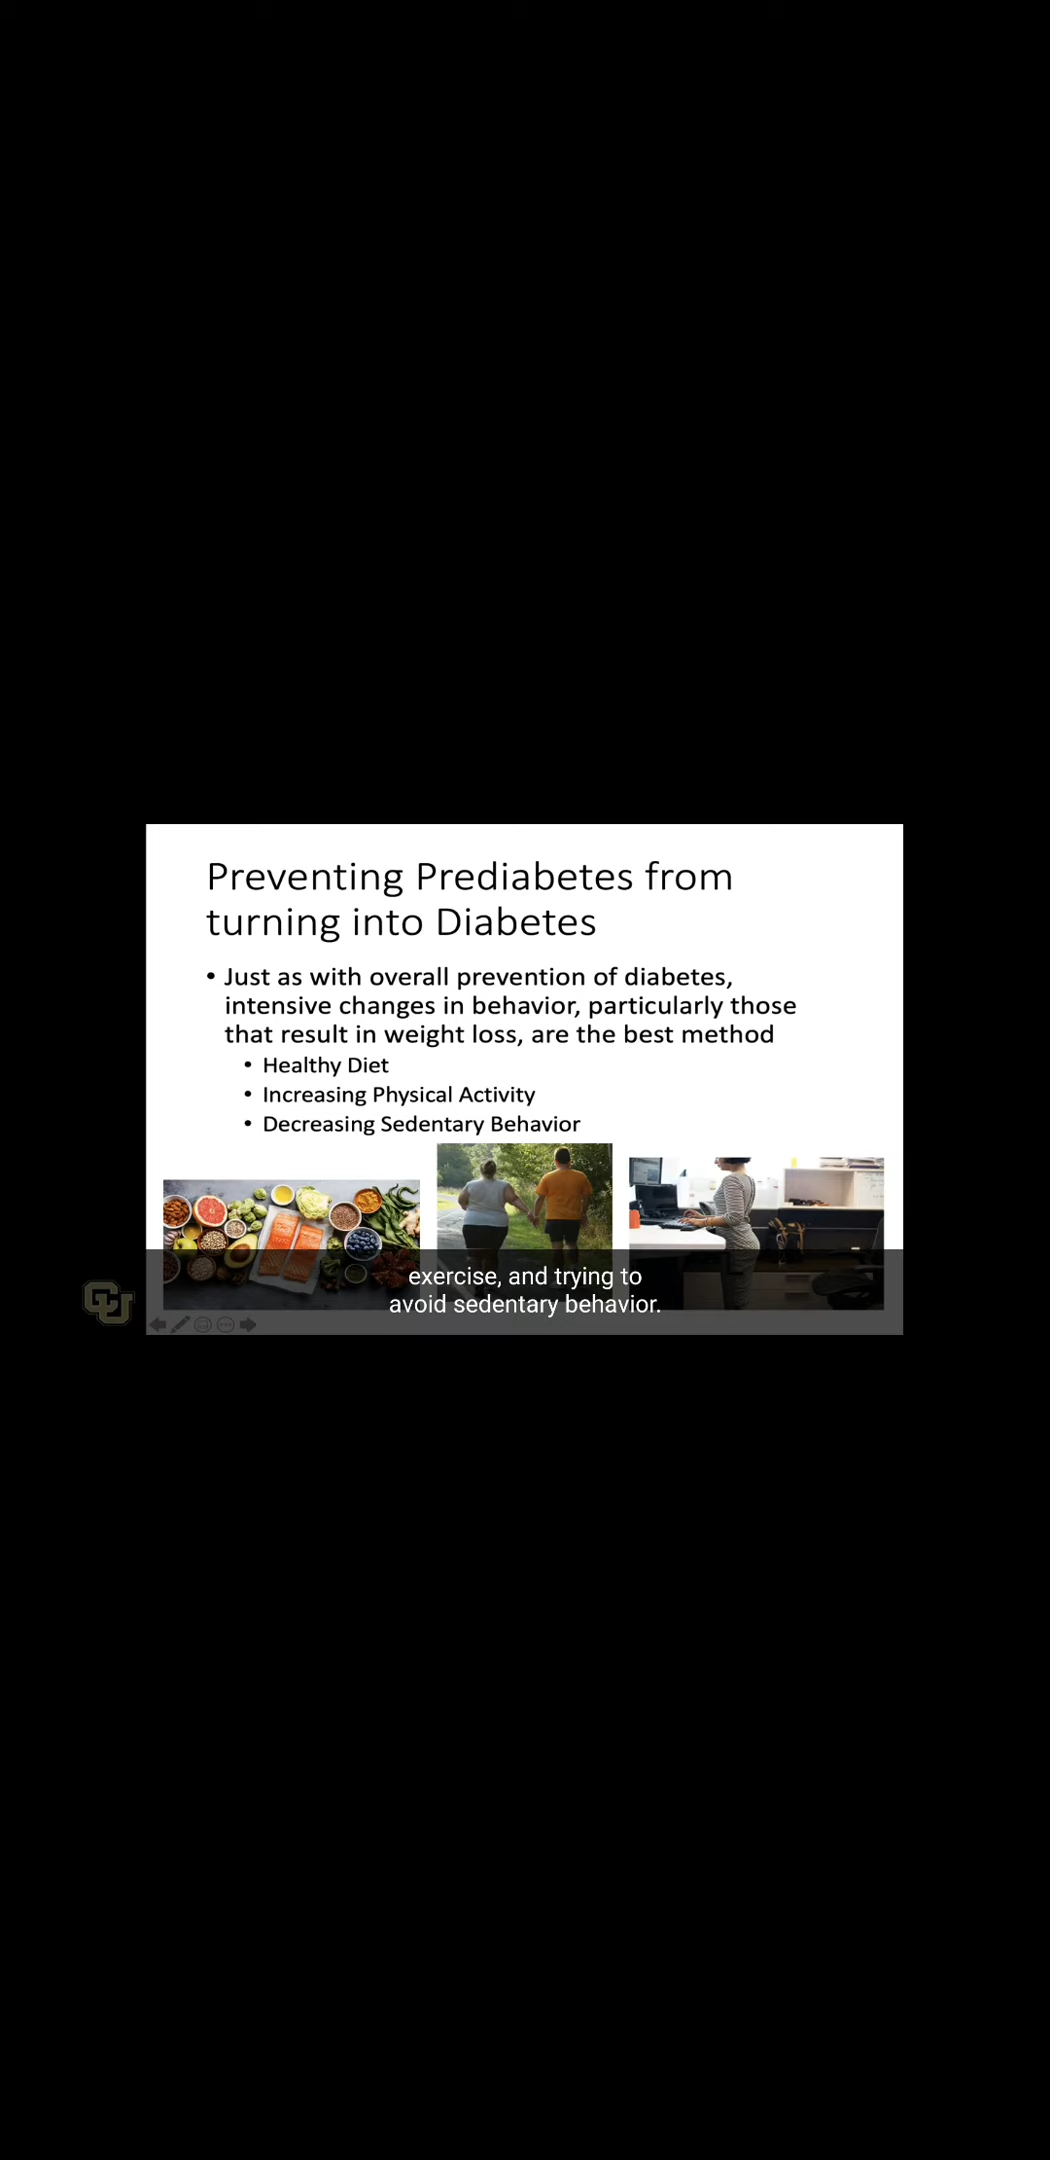 Preventing Prediabetes from
turning into Diabetes
• Just as with overall prevention of diabetes,
intensive changes in behavior, particularly those
that result in weight loss, are the best method
• Healthy Diet
• Increasing Physical Activity
• Decreasing Sedentary Behavior
exercise, and trying to
avoid sedentary behavior.
CU